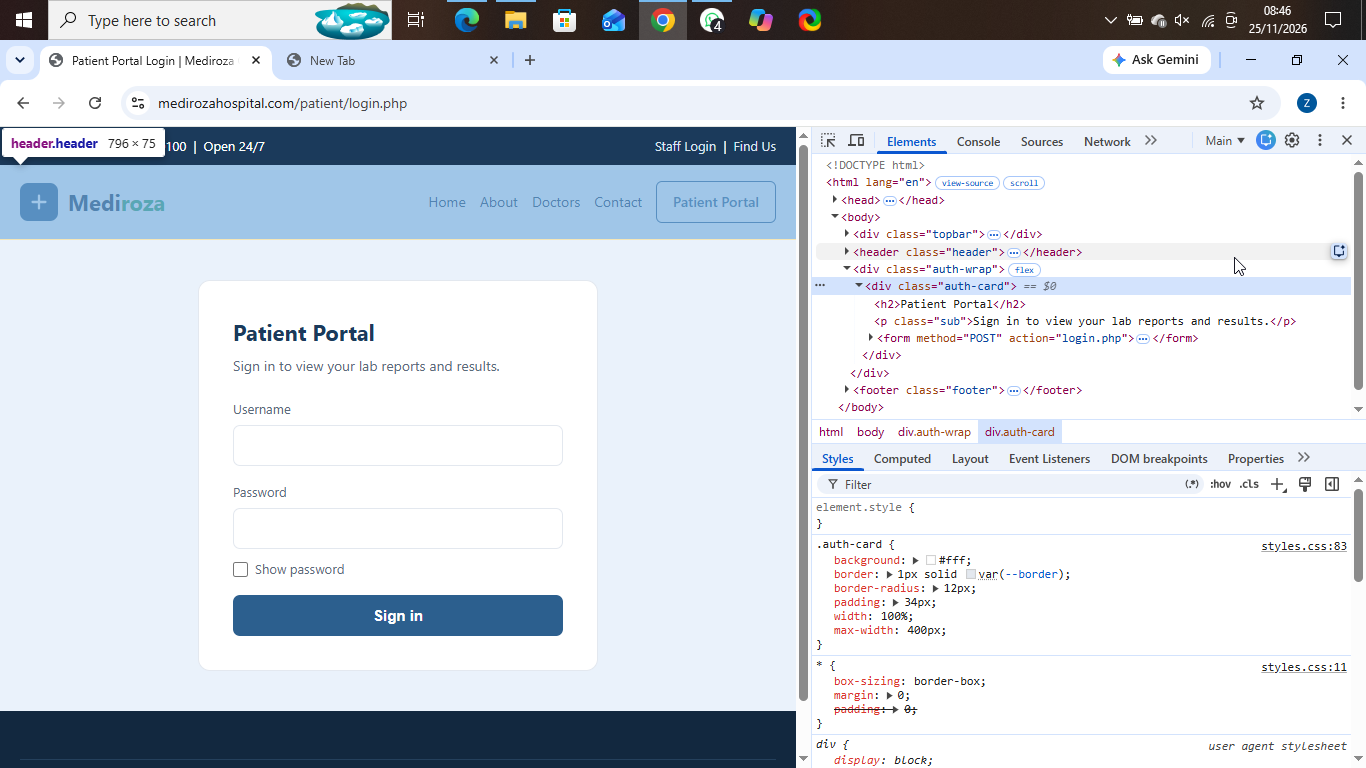 Type here to search
4
08:46
25/11/2026
Patient Portal Login | Mediroza
New Tab
Ask Gemini
medirozahospital.com/patient/login.php
Z
header.header 796 × 75
100 | Open 24/7
Staff Login | Find Us
Mediroza
Home About Doctors Contact Patient Portal
Patient Portal
Sign in to view your lab reports and results.
Username
Password
Show password
Sign in
Elements Console Sources Network Main
<!DOCTYPE html>
<html lang="en"> view-source scroll
<head> … </head>
<body>
<div class="topbar"> … </div>
<header class="header"> … </header>
<div class="auth-wrap"> flex
<div class="auth-card"> == $0
<h2>Patient Portal</h2>
<p class="sub">Sign in to view your lab reports and results.</p>
<form method="POST" action="login.php"> … </form>
</div>
</div>
<footer class="footer"> … </footer>
</body>
html body div.auth-wrap div.auth-card
Styles Computed Layout Event Listeners DOM breakpoints Properties
Filter :hov .cls
element.style {
}
.auth-card { styles.css:83
background: #fff;
border: 1px solid var(--border);
border-radius: 12px;
padding: 34px;
width: 100%;
max-width: 400px;
}
* { styles.css:11
box-sizing: border-box;
margin: 0;
padding: 0;
}
div { user agent stylesheet
display: block;